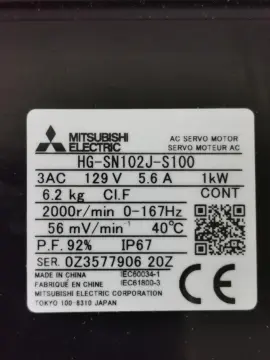 MITSUBISHI
ELECTRIC
AC SERVO MOTOR
SERVO MOTEUR AC
HG-SN102J-S100
3AC 129 V 5.6 A 1kW
6.2 kg Cl.F CONT
2000r/min 0-167Hz
56 mV/min⁻¹ 40℃
P.F. 92% IP67
SER. 0Z3577906 20Z
MADE IN CHINA IEC60034-1
FABRIQUÉ EN CHINE IEC61800-3
MITSUBISHI ELECTRIC CORPORATION
TOKYO 100-8310 JAPAN